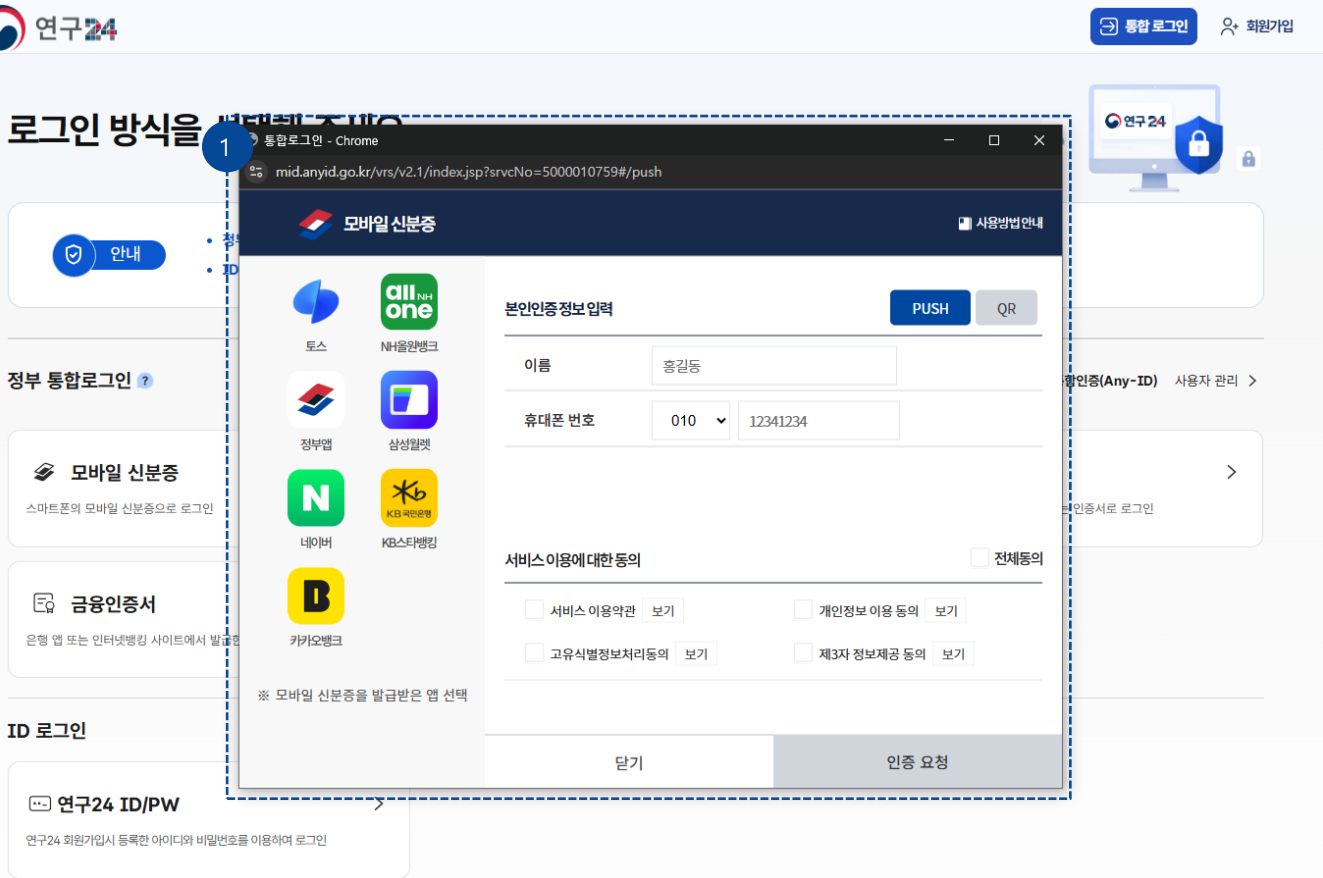 연구24
통합 로그인
회원가입
로그인 방식을
연구24
1
통합로그인 - Chrome
mid.anyid.go.kr/vrs/v2.1/index.jsp?srvcNo=5000010759#/push
모바일 신분증
사용방법 안내
안내
ID
토스
NH올원뱅크
all NH one
정부앱
삼성월렛
N
KB 국민은행
네이버
KB스타뱅킹
B
카카오뱅크
※ 모바일 신분증을 발급받은 앱 선택
본인인증 정보 입력
PUSH
QR
이름
홍길동
휴대폰 번호
010
12341234
서비스 이용에 대한 동의
전체동의
서비스 이용약관 보기
개인정보 이용 동의 보기
고유식별정보처리동의 보기
제3자 정보제공 동의 보기
닫기
인증 요청
정부 통합로그인 ?
(Any-ID)
사용자 관리
모바일 신분증
스마트폰의 모바일 신분증으로 로그인
인증서로 로그인
금융인증서
은행 앱 또는 인터넷뱅킹 사이트에서
ID 로그인
연구24 ID/PW
연구24 회원가입시 등록한 아이디와 비밀번호를 이용하여 로그인